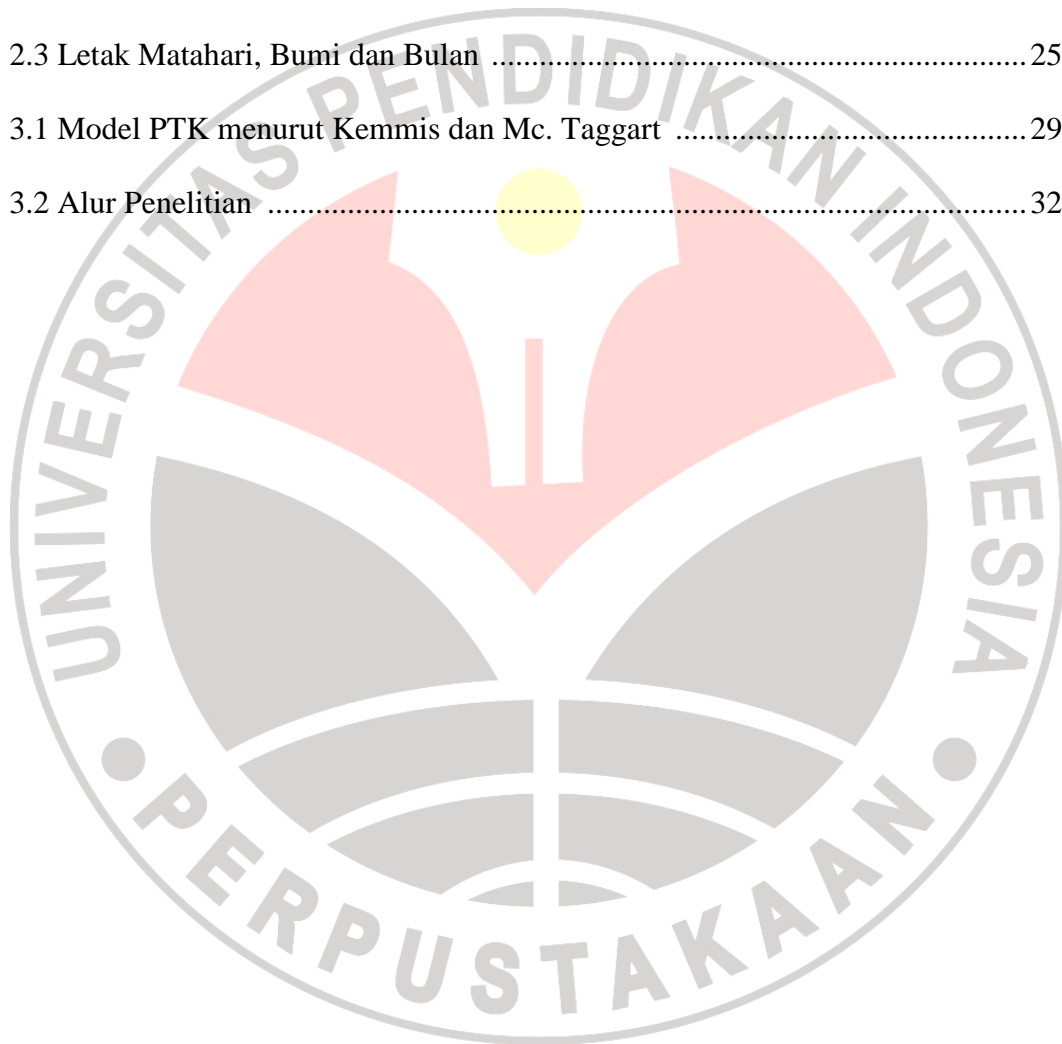 2.3 Letak Matahari, Bumi dan Bulan ........................................................................ 25
3.1 Model PTK menurut Kemmis dan Mc. Taggart ............................................... 29
3.2 Alur Penelitian ...................................................................................................... 32
UNIVERSITAS PENDIDIKAN INDONESIA
PERPUSTAKAAN